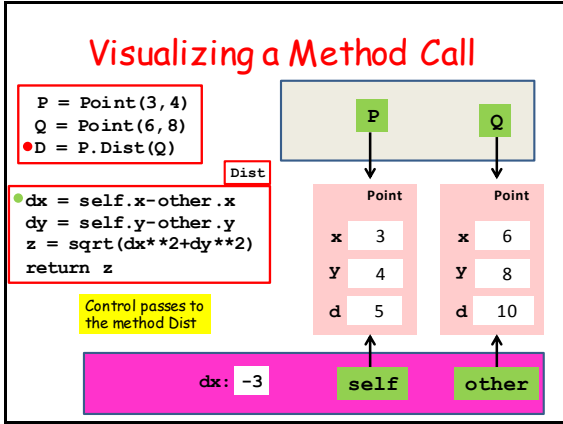 Visualizing a Method Call
P = Point(3,4)
Q = Point(6,8)
D = P.Dist(Q)
Dist
dx = self.x-other.x
dy = self.y-other.y
z = sqrt(dx**2+dy**2)
return z
Control passes to
the method Dist
P
Q
Point
x 3
y 4
d 5
Point
x 6
y 8
d 10
dx: -3
self
other